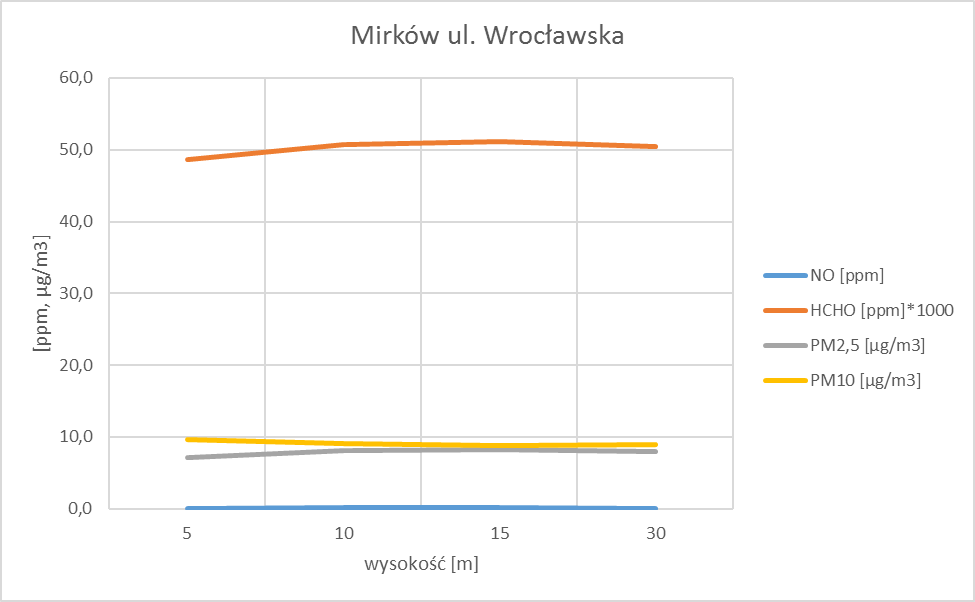 Mirków ul. Wrocławska
60,0
50,0
40,0
30,0
20,0
10,0
0,0
[ppm, µg/m3]
5 10 15 30
wysokość [m]
NO [ppm]
HCHO [ppm]*1000
PM2,5 [µg/m3]
PM10 [µg/m3]